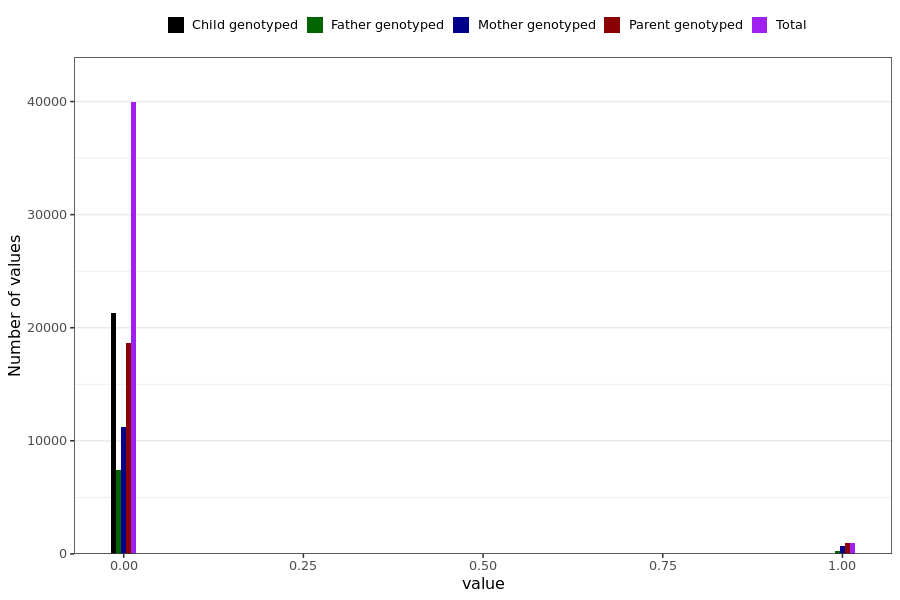 Child genotyped Father genotyped Mother genotyped Parent genotyped Total
40000
30000
20000
10000
0
Number of values
0.00 0.25 0.50 0.75 1.00
value